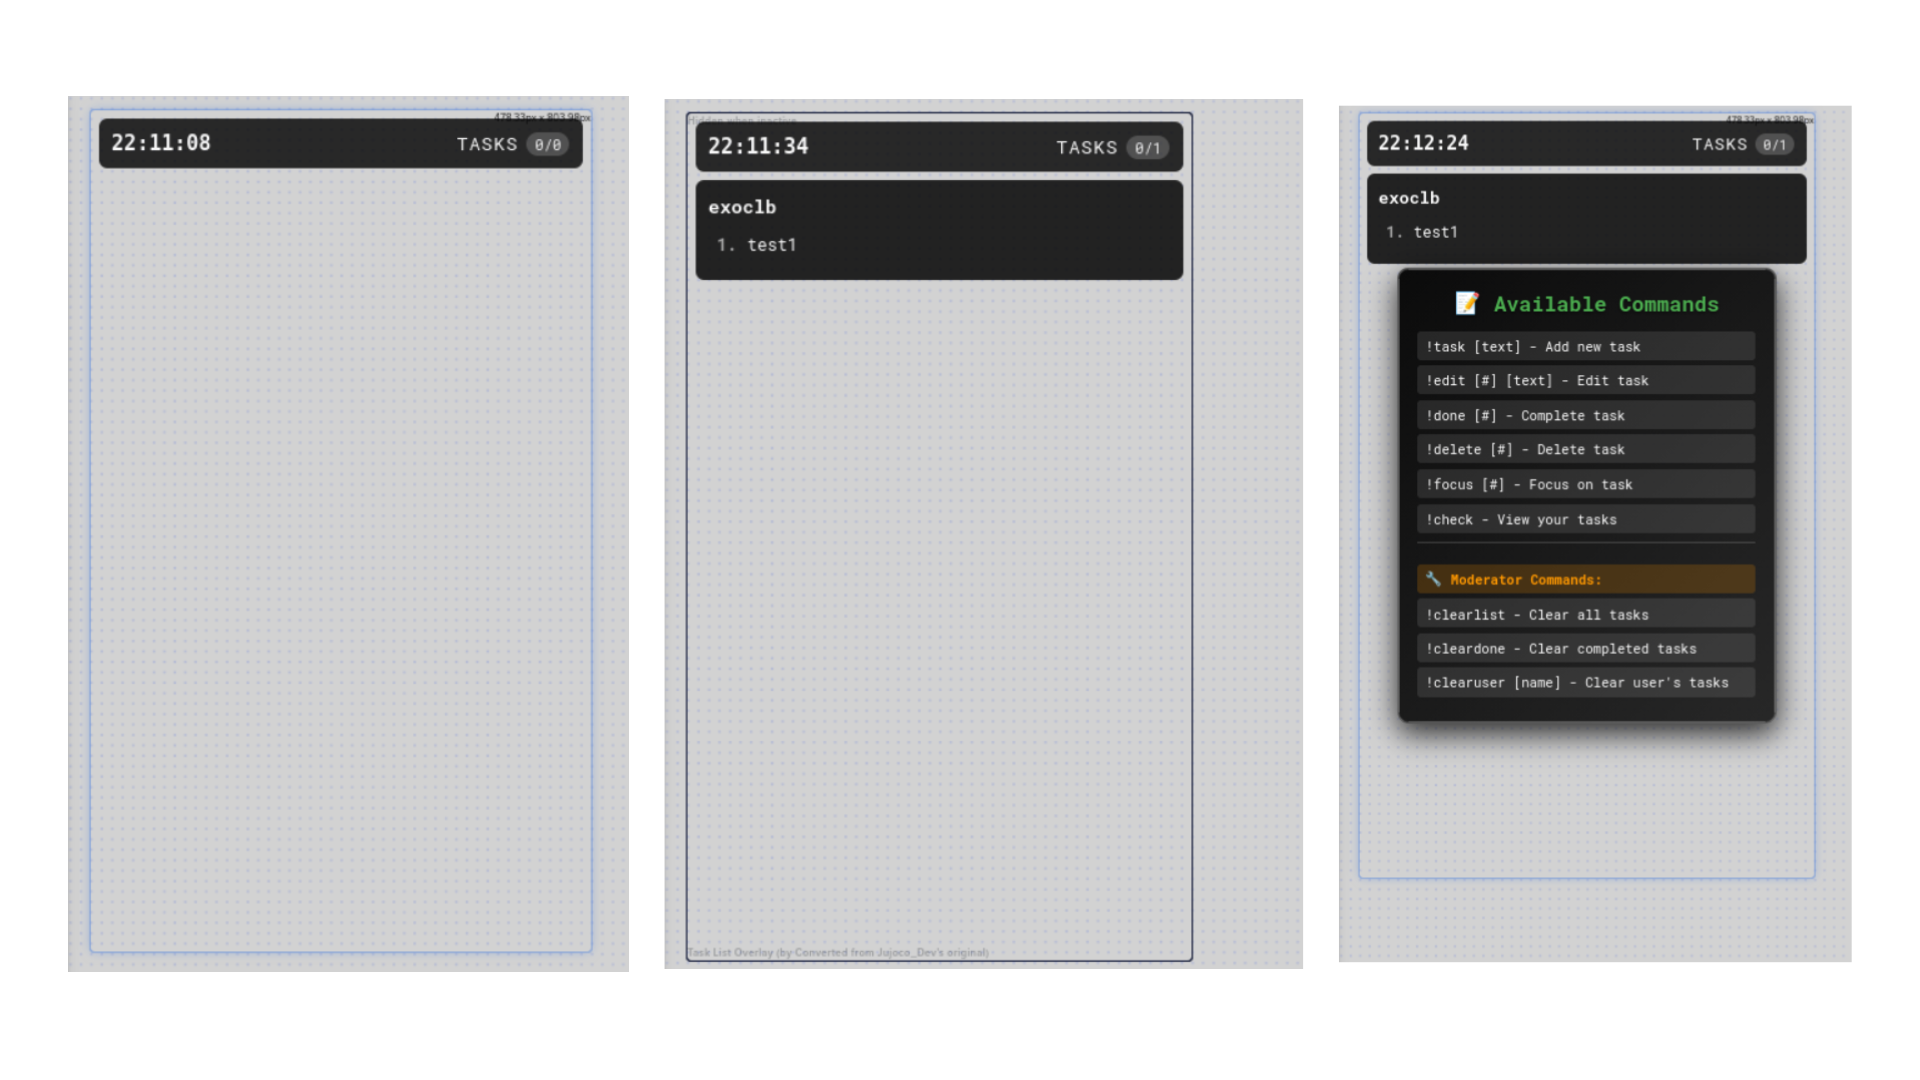 478.33px x 803.98px
22:11:08
TASKS 0/0
Hidden when inactive
22:11:34
TASKS 0/1
exoclb
1. test1
Task List Overlay (by Converted from Jujoco_Dev's original)
478.33px x 803.98px
22:12:24
TASKS 0/1
exoclb
1. test1
📝 Available Commands
!task [text] - Add new task
!edit [#] [text] - Edit task
!done [#] - Complete task
!delete [#] - Delete task
!focus [#] - Focus on task
!check - View your tasks
🔧 Moderator Commands:
!clearlist - Clear all tasks
!cleardone - Clear completed tasks
!clearuser [name] - Clear user's tasks